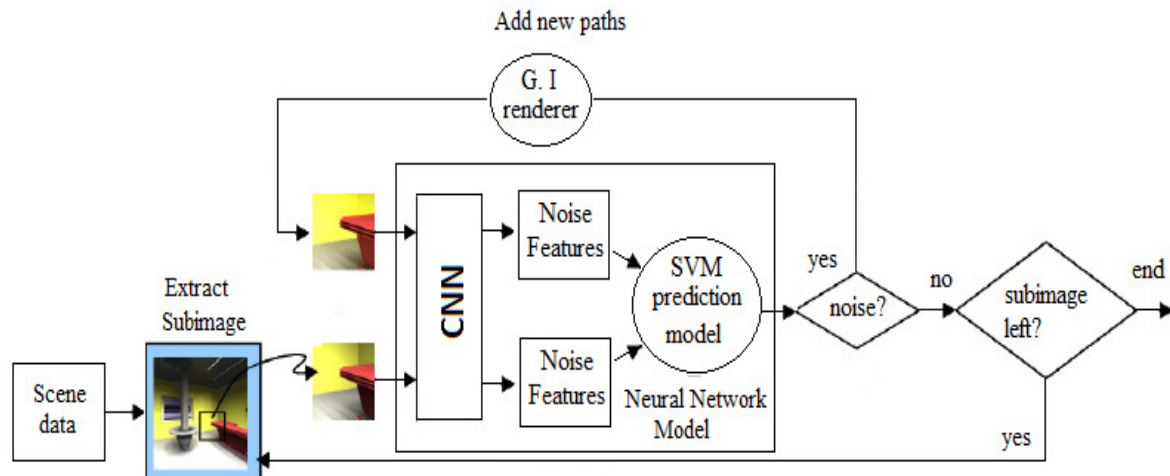 Add new paths
G. I
renderer
Noise
Features
CNN
SVM
prediction
model
yes
noise?
no
subimage
left?
end
Extract
Subimage
Scene
data
Noise
Features
Neural Network
Model
yes